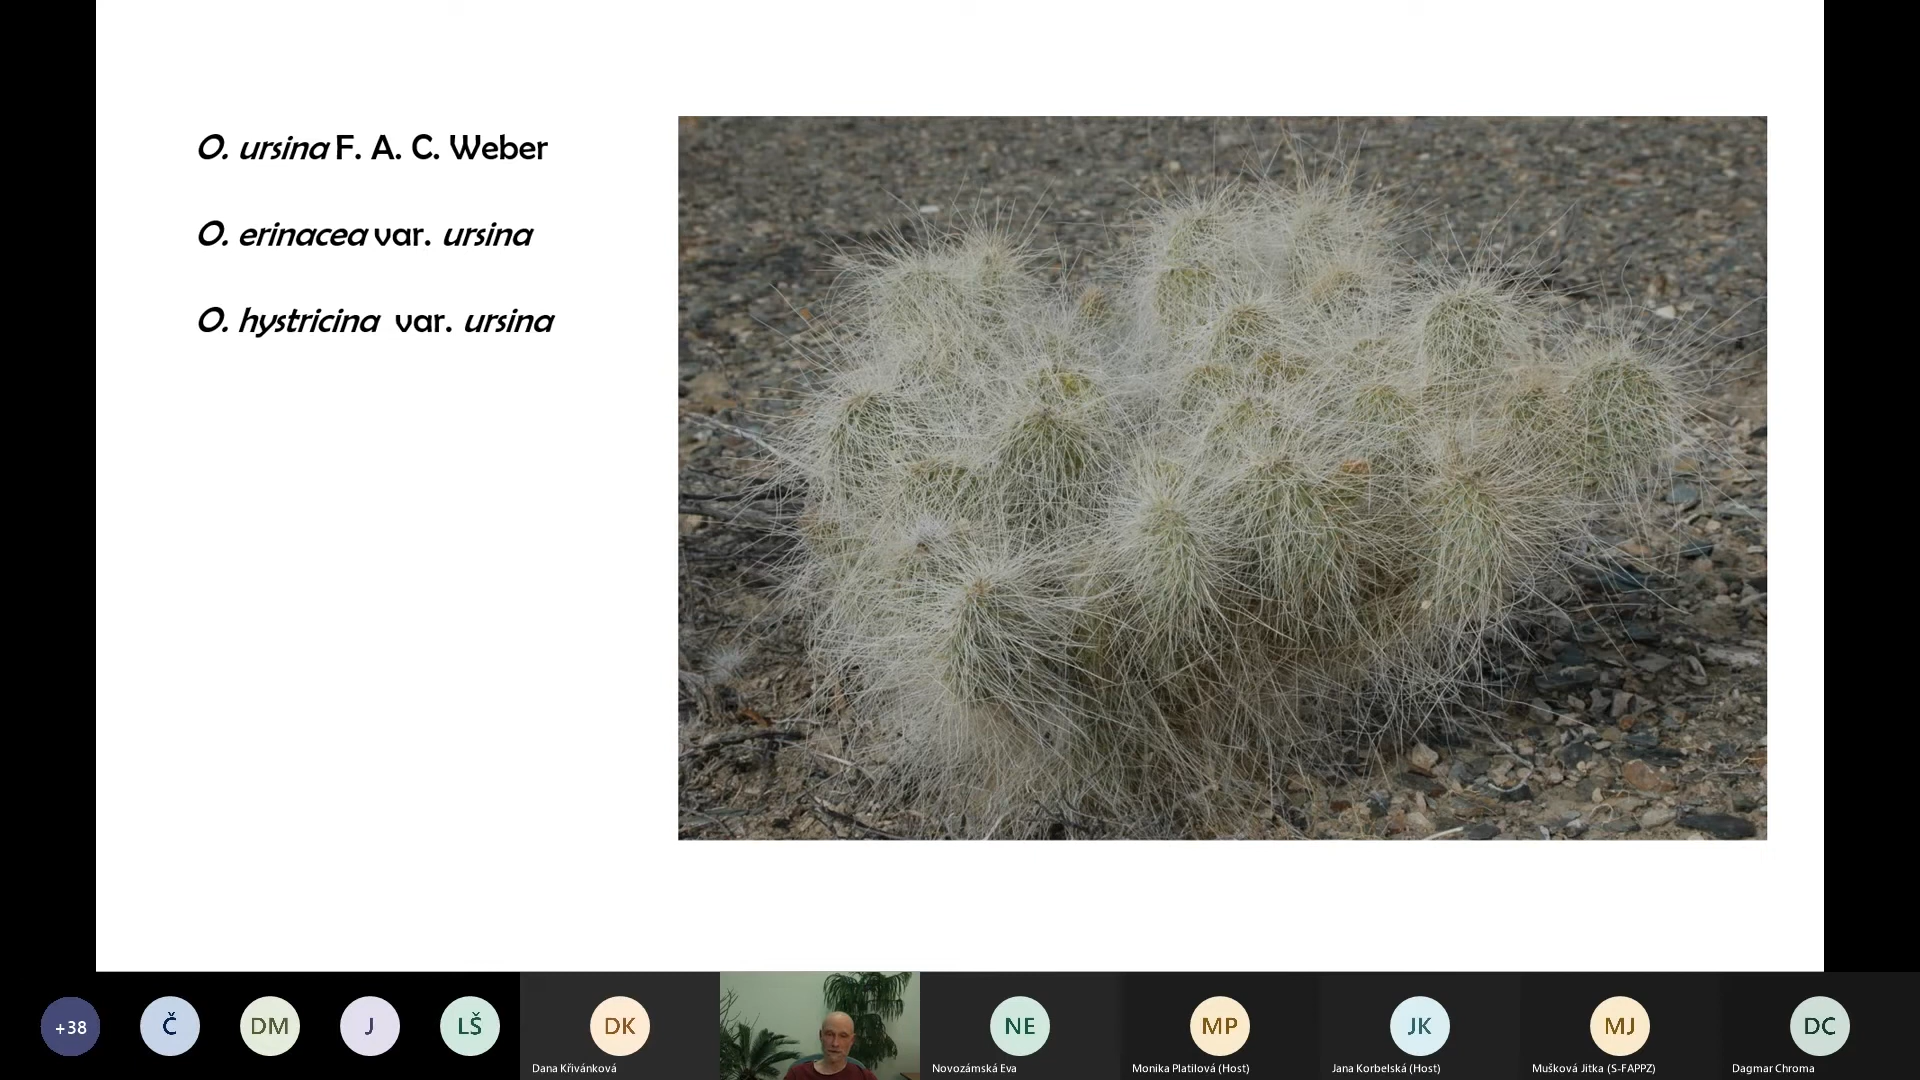 O. ursina F. A. C. Weber
O. erinacea var. ursina
O. hystricina var. ursina
+38
Č
DM
J
LŠ
DK
NE
MP
JK
MJ
DC
Dana Křivánková
Novozámská Eva
Monika Platilová (Host)
Jana Korbelská (Host)
Mušková Jitka (S-FAPPZ)
Dagmar Chroma